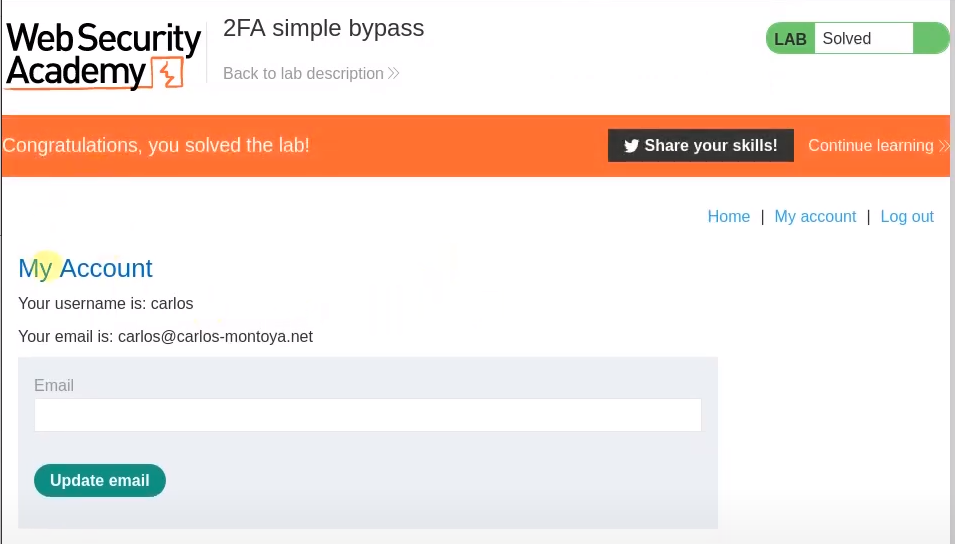 Web Security
Academy
2FA simple bypass
Back to lab description
LAB Solved
Congratulations, you solved the lab!
Share your skills!
Continue learning
Home | My account | Log out
My Account
Your username is: carlos
Your email is: carlos@carlos-montoya.net
Email
Update email